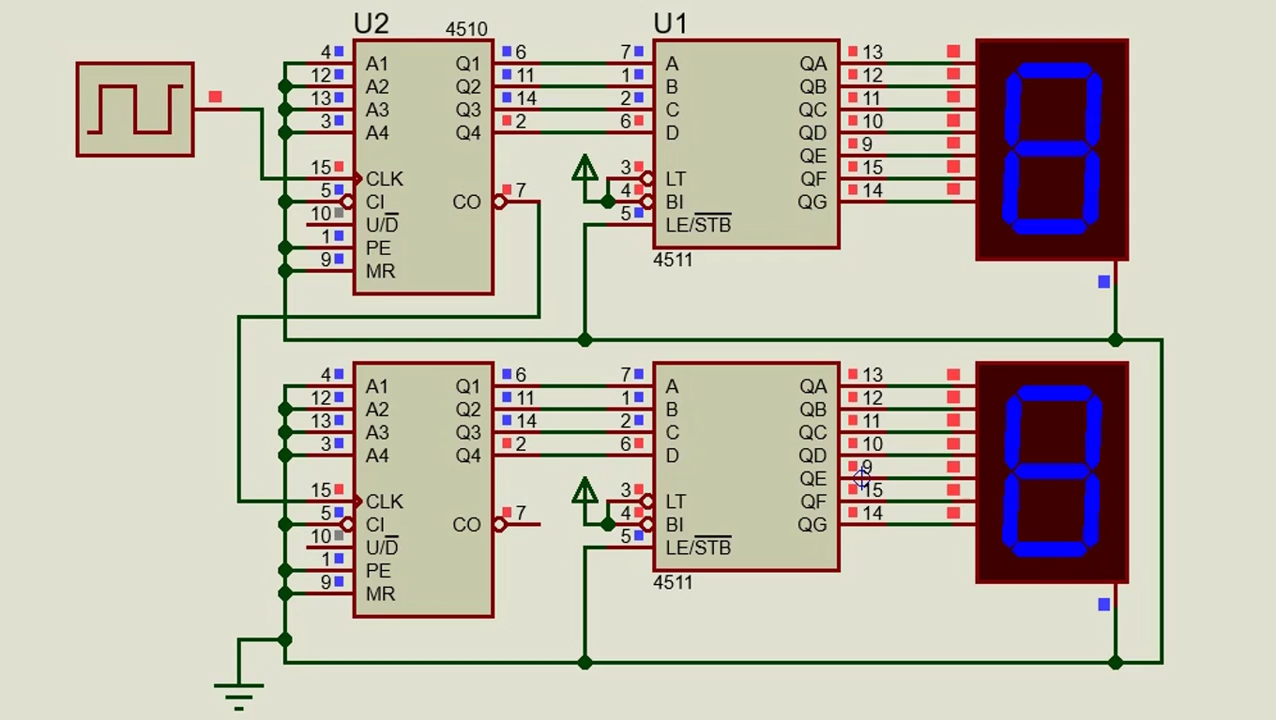 U2 4510 U1
4 A1 Q1 6 7 A QA 13
12 A2 Q2 11 1 B QB 12
13 A3 Q3 14 2 C QC 11
3 A4 Q4 2 6 D QD 10
QE 9
15 CLK 3 LT QF 15
5 CI CO 7 4 BI QG 14
10 U/D 5 LE/STB
1 PE
4511
9 MR
4 A1 Q1 6 7 A QA 13
12 A2 Q2 11 1 B QB 12
13 A3 Q3 14 2 C QC 11
3 A4 Q4 2 6 D QD 10
QE 9
15 CLK 3 LT QF 15
5 CI CO 7 4 BI QG 14
10 U/D 5 LE/STB
1 PE
4511
9 MR